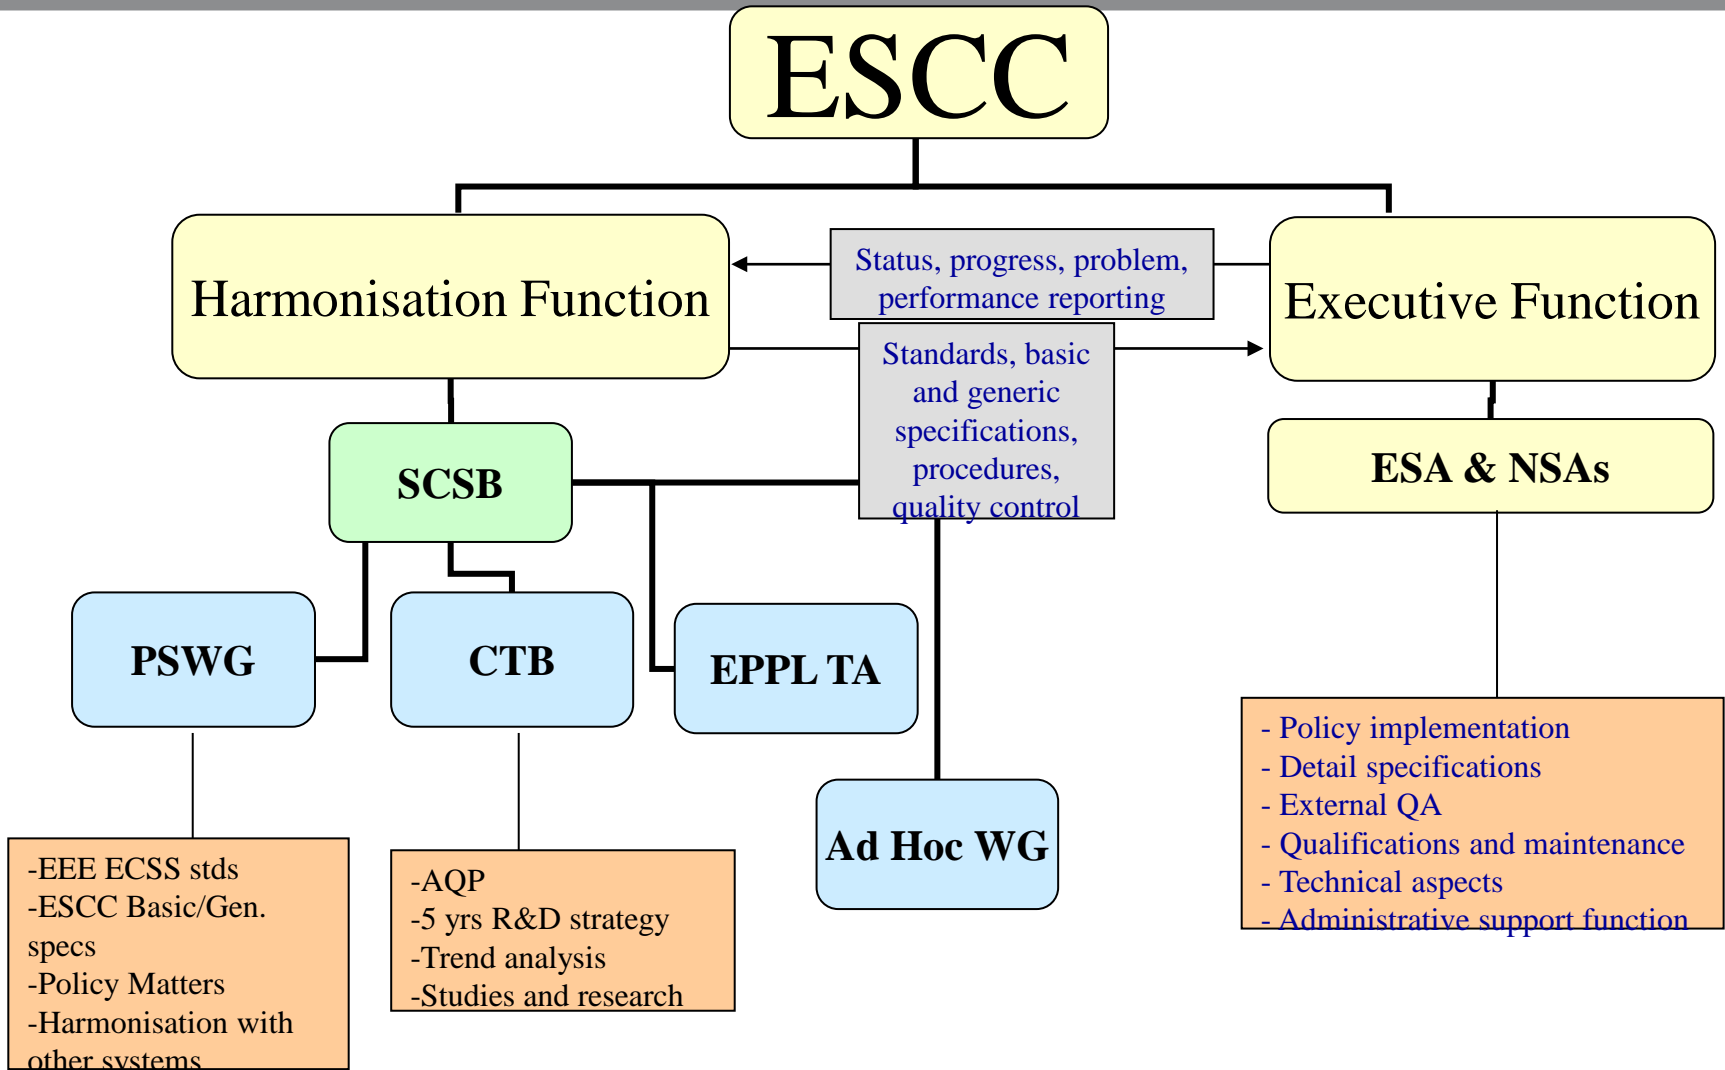 ESCC
Harmonisation Function
Status, progress, problem,
performance reporting
Executive Function
Standards, basic
and generic
specifications,
procedures,
quality control
SCSB
ESA & NSAs
PSWG
CTB
EPPL TA
Ad Hoc WG
-EEE ECSS stds
-ESCC Basic/Gen.
specs
-Policy Matters
-Harmonisation with
other systems
-AQP
-5 yrs R&D strategy
-Trend analysis
-Studies and research
- Policy implementation
- Detail specifications
- External QA
- Qualifications and maintenance
- Technical aspects
- Administrative support function